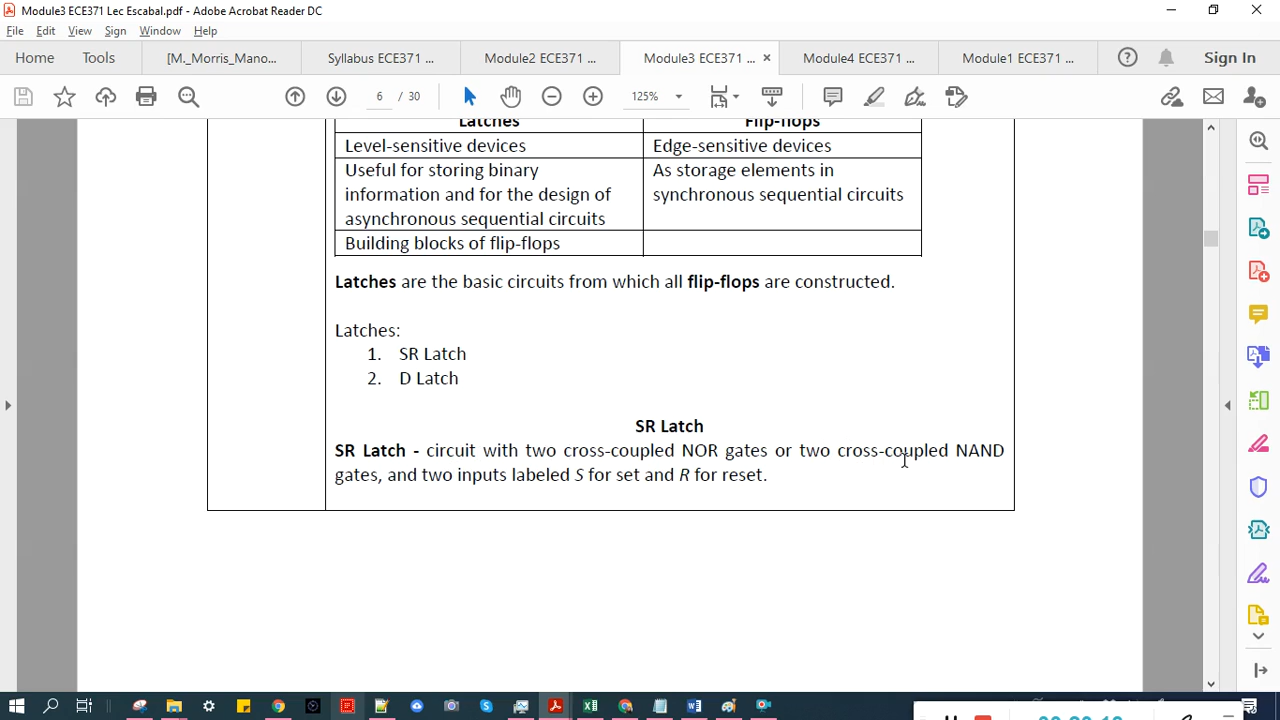 Module3 ECE371 Lec Escabal.pdf - Adobe Acrobat Reader DC
File Edit View Sign Window Help
Home Tools [M._Morris_Mano... Syllabus ECE371 ... Module2 ECE371 ... Module3 ECE371 ... × Module4 ECE371 ... Module1 ECE371 ... Sign In
6 / 30 125%
Latches Flip-flops
Level-sensitive devices Edge-sensitive devices
Useful for storing binary As storage elements in
information and for the design of synchronous sequential circuits
asynchronous sequential circuits
Building blocks of flip-flops
Latches are the basic circuits from which all flip-flops are constructed.
Latches:
1. SR Latch
2. D Latch
SR Latch
SR Latch - circuit with two cross-coupled NOR gates or two cross-coupled NAND
gates, and two inputs labeled S for set and R for reset.